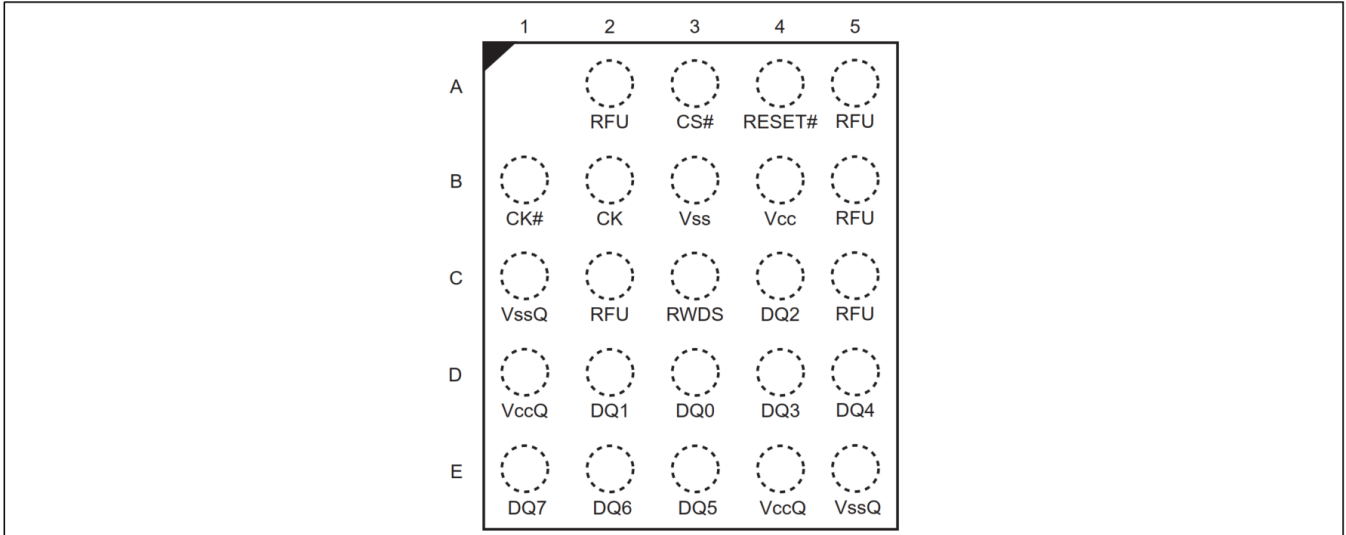 1 2 3 4 5
A
RFU CS# RESET# RFU
B
CK# CK Vss Vcc RFU
C
VssQ RFU RWDS DQ2 RFU
D
VccQ DQ1 DQ0 DQ3 DQ4
E
DQ7 DQ6 DQ5 VccQ VssQ